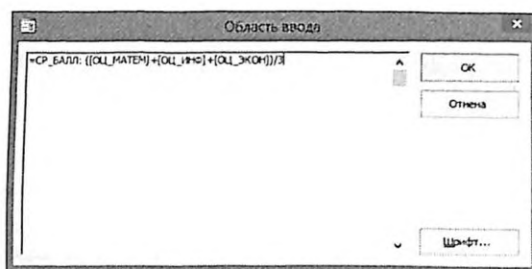 Область ввода
=СР_БАЛЛ: ([ОЦ_МАТЕМ]+[ОЦ_ИНФ]+[ОЦ_ЭКОН])/3
ОК
Отмена
Шрифт...